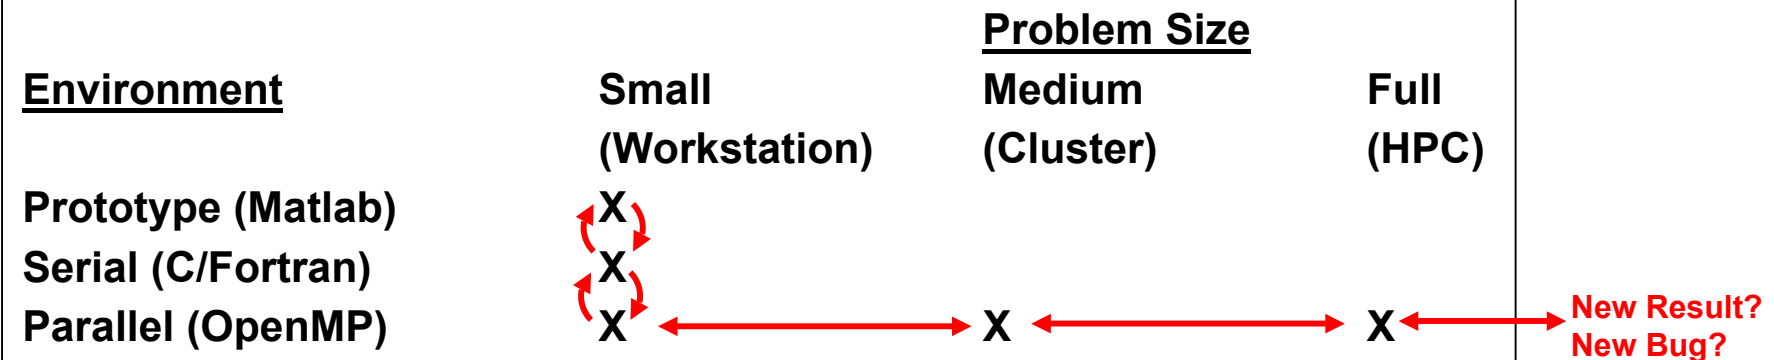 Problem Size
Environment Small Medium Full
(Workstation) (Cluster) (HPC)
Prototype (Matlab) X
Serial (C/Fortran) X
Parallel (OpenMP) X X X New Result?
New Bug?